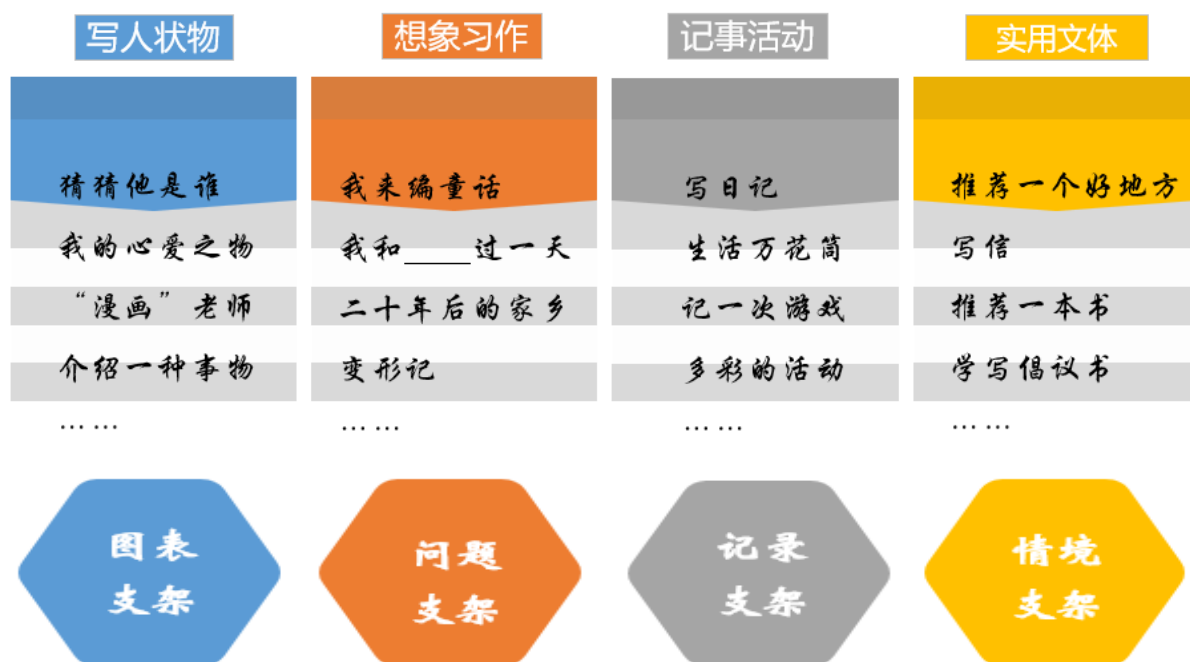 写人状物
猜猜他是谁
我的心爱之物
“漫画”老师
介绍一种事物
……
图表
支架
想象习作
我来编童话
我和____过一天
二十年后的家乡
变形记
……
问题
支架
记事活动
写日记
生活万花筒
记一次游戏
多彩的活动
……
记录
支架
实用文体
推荐一个好地方
写信
推荐一本书
学写倡议书
……
情境
支架